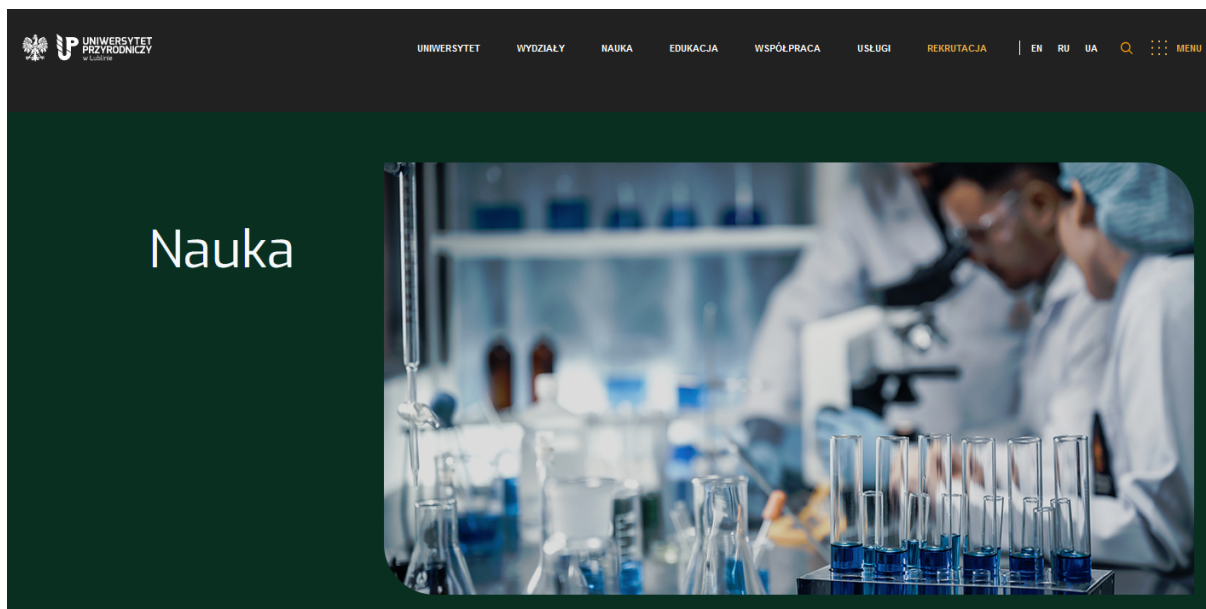 UNIWERSYTET
PRZYRODNICZY
w Lublinie
UNIWERSYTET WYDZIAŁY NAUKA EDUKACJA WSPÓŁPRACA USŁUGI REKRUTACJA EN RU UA MENU
Nauka